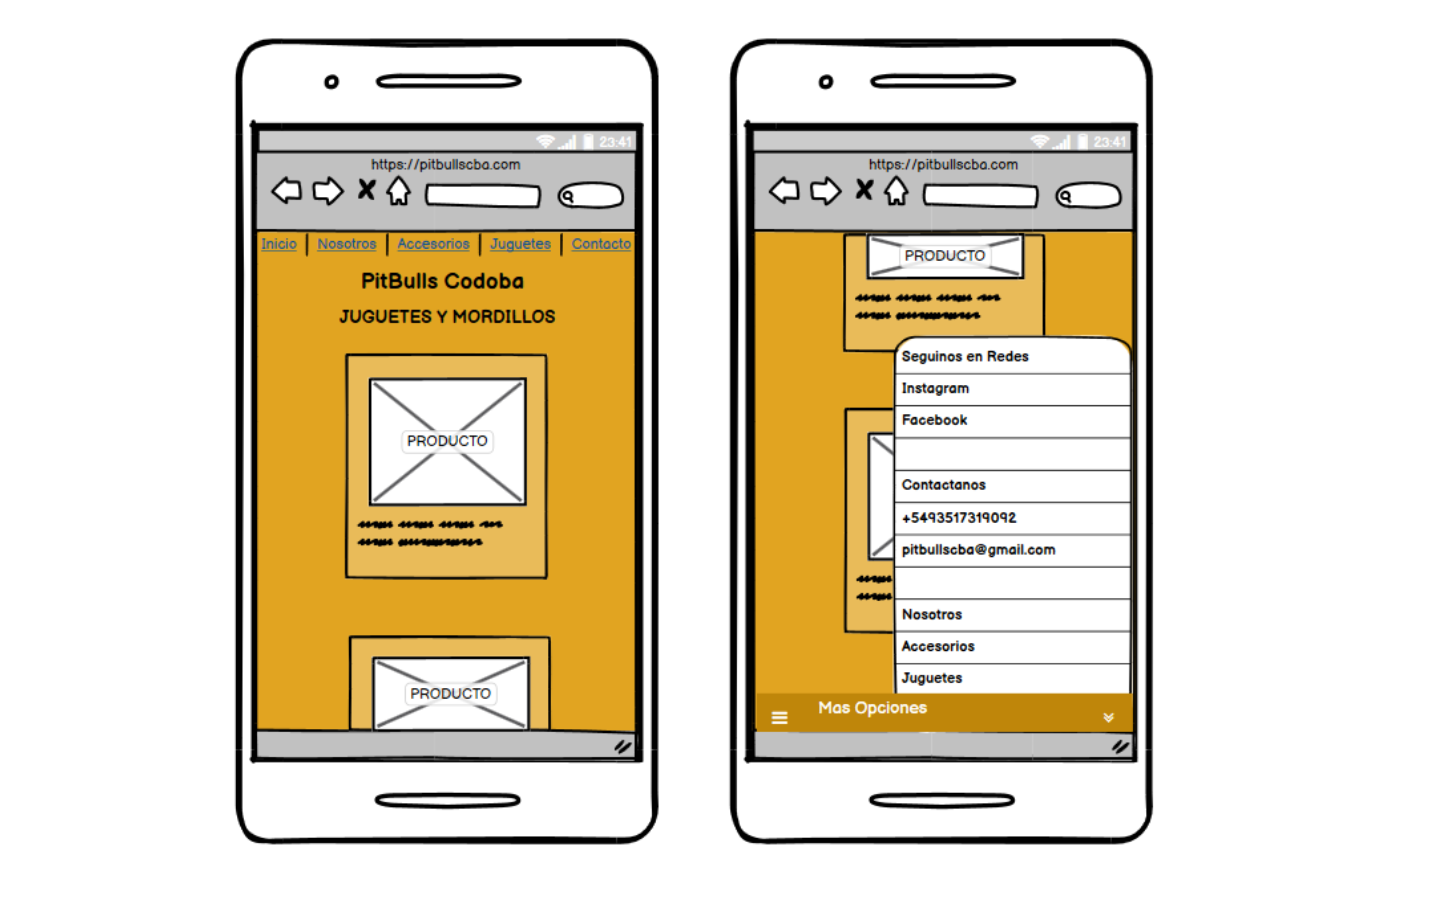 23:41
https://pitbullscba.com
Inicio | Nosotros | Accesorios | Juguetes | Contacto
PitBulls Codoba
JUGUETES Y MORDILLOS
PRODUCTO
PRODUCTO
23:41
https://pitbullscba.com
PRODUCTO
Seguinos en Redes
Instagram
Facebook
Contactanos
+5493517319092
pitbullscba@gmail.com
Nosotros
Accesorios
Juguetes
Mas Opciones